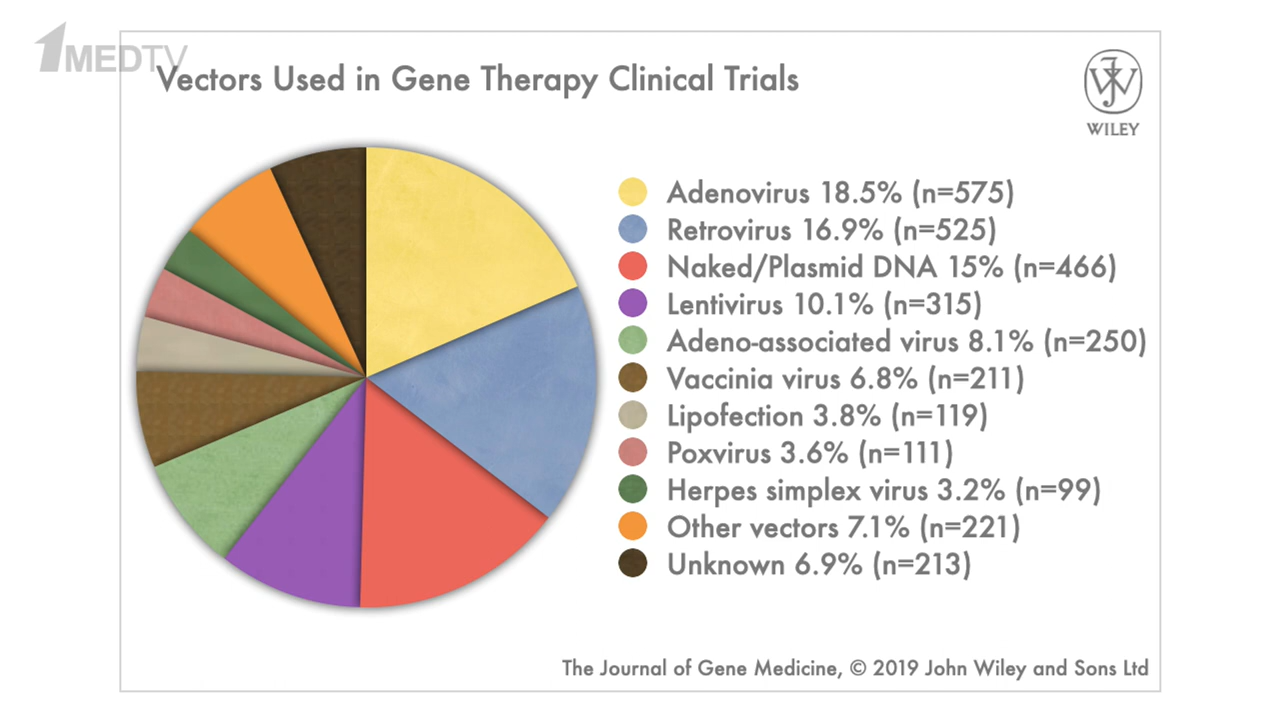 1MEDTV
Vectors Used in Gene Therapy Clinical Trials
WILEY
Adenovirus 18.5% (n=575)
Retrovirus 16.9% (n=525)
Naked/Plasmid DNA 15% (n=466)
Lentivirus 10.1% (n=315)
Adeno-associated virus 8.1% (n=250)
Vaccinia virus 6.8% (n=211)
Lipofection 3.8% (n=119)
Poxvirus 3.6% (n=111)
Herpes simplex virus 3.2% (n=99)
Other vectors 7.1% (n=221)
Unknown 6.9% (n=213)
The Journal of Gene Medicine, © 2019 John Wiley and Sons Ltd